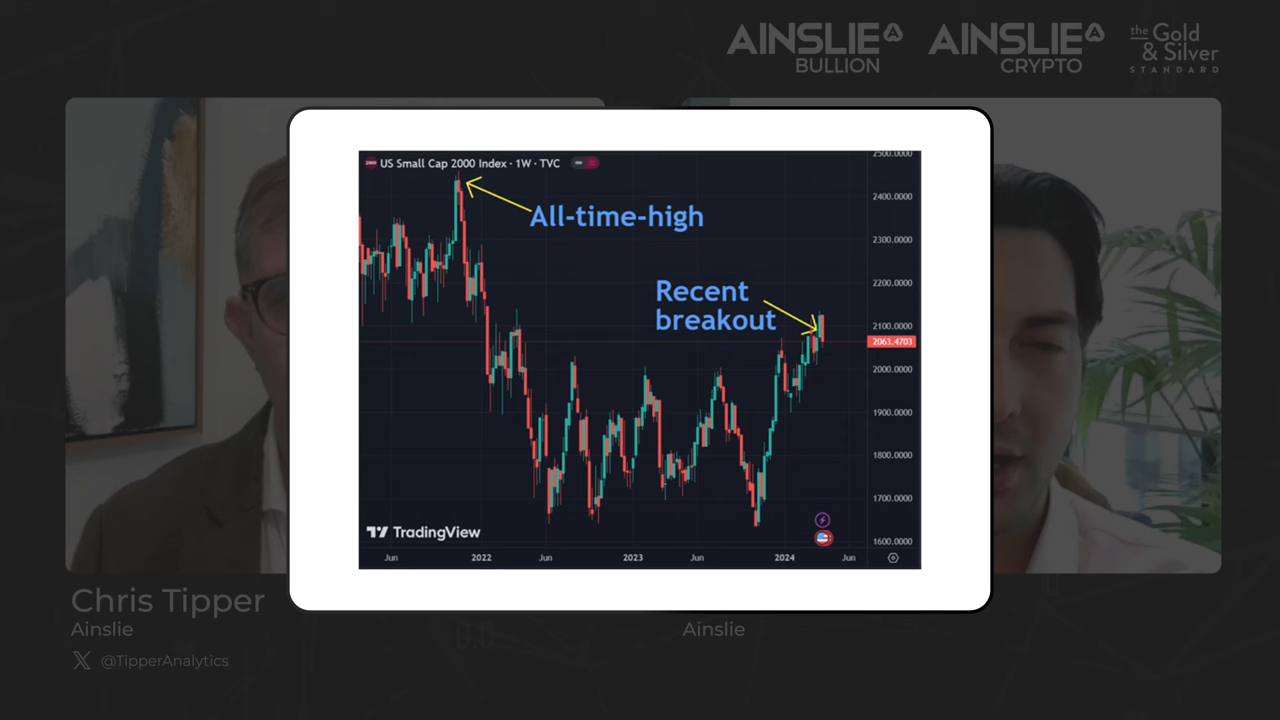 AINSLIE
BULLION
AINSLIE
CRYPTO
the Gold
& Silver
STANDARD
2000 US Small Cap 2000 Index · 1W · TVC
2500.0000
2400.0000
2300.0000
2200.0000
2100.0000
2063.4703
2000.0000
1900.0000
1800.0000
1700.0000
1600.0000
All-time-high
Recent
breakout
TradingView
Jun
2022
Jun
2023
Jun
2024
Jun
Chris Tipper
Ainslie
@TipperAnalytics
Ainslie